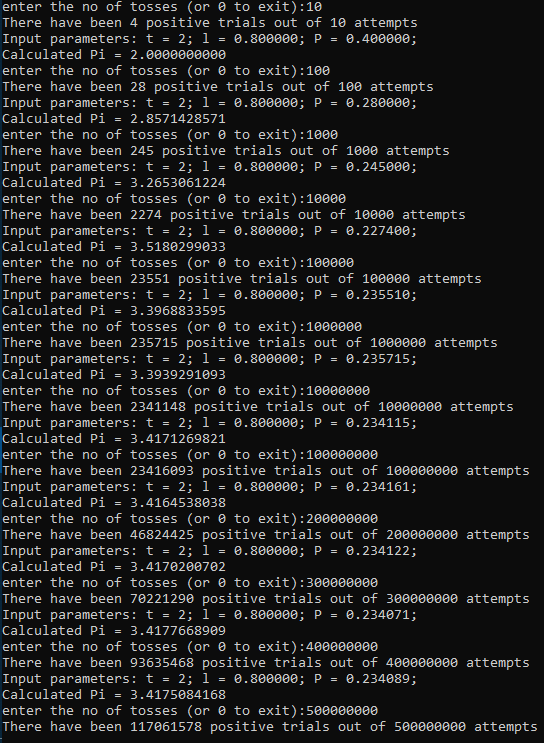 enter the no of tosses (or 0 to exit):10
There have been 4 positive trials out of 10 attempts
Input parameters: t = 2; l = 0.800000; P = 0.400000;
Calculated Pi = 2.0000000000
enter the no of tosses (or 0 to exit):100
There have been 28 positive trials out of 100 attempts
Input parameters: t = 2; l = 0.800000; P = 0.280000;
Calculated Pi = 2.8571428571
enter the no of tosses (or 0 to exit):1000
There have been 245 positive trials out of 1000 attempts
Input parameters: t = 2; l = 0.800000; P = 0.245000;
Calculated Pi = 3.2653061224
enter the no of tosses (or 0 to exit):10000
There have been 2274 positive trials out of 10000 attempts
Input parameters: t = 2; l = 0.800000; P = 0.227400;
Calculated Pi = 3.5180299033
enter the no of tosses (or 0 to exit):100000
There have been 23551 positive trials out of 100000 attempts
Input parameters: t = 2; l = 0.800000; P = 0.235510;
Calculated Pi = 3.3968833595
enter the no of tosses (or 0 to exit):1000000
There have been 235715 positive trials out of 1000000 attempts
Input parameters: t = 2; l = 0.800000; P = 0.235715;
Calculated Pi = 3.3939291093
enter the no of tosses (or 0 to exit):10000000
There have been 2341148 positive trials out of 10000000 attempts
Input parameters: t = 2; l = 0.800000; P = 0.234115;
Calculated Pi = 3.4171269821
enter the no of tosses (or 0 to exit):100000000
There have been 23416093 positive trials out of 100000000 attempts
Input parameters: t = 2; l = 0.800000; P = 0.234161;
Calculated Pi = 3.4164538038
enter the no of tosses (or 0 to exit):200000000
There have been 46824425 positive trials out of 200000000 attempts
Input parameters: t = 2; l = 0.800000; P = 0.234122;
Calculated Pi = 3.4170200702
enter the no of tosses (or 0 to exit):300000000
There have been 70221290 positive trials out of 300000000 attempts
Input parameters: t = 2; l = 0.800000; P = 0.234071;
Calculated Pi = 3.4177668909
enter the no of tosses (or 0 to exit):400000000
There have been 93635468 positive trials out of 400000000 attempts
Input parameters: t = 2; l = 0.800000; P = 0.234089;
Calculated Pi = 3.4175084168
enter the no of tosses (or 0 to exit):500000000
There have been 117061578 positive trials out of 500000000 attempts